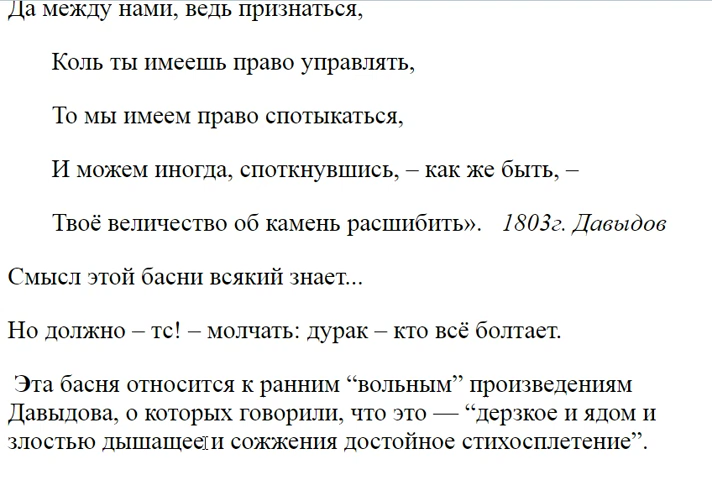 Да между нами, ведь признаться,
Коль ты имеешь право управлять,
То мы имеем право спотыкаться,
И можем иногда, споткнувшись, – как же быть, –
Твоё величество об камень расшибить». 1803г. Давыдов
Смысл этой басни всякий знает...
Но должно – тс! – молчать: дурак – кто всё болтает.
Эта басня относится к ранним “вольным” произведениям
Давыдова, о которых говорили, что это — “дерзкое и ядом и
злостью дышащее и сожжения достойное стихосплетение”.